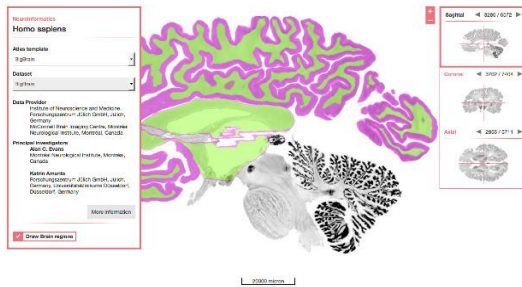 Neuroinformatics
Homo sapiens
Atlas template
BigBrain
Dataset
BigBrain
Data Provider
Institute of Neuroscience and Medicine,
Forschungszentrum Jülich GmbH, Jülich,
Germany
McConnell Brain Imaging Centre, Montréal
Neurological Institute, Montréal, Canada
Principal Investigators
Alan C. Evans
Montréal Neurological Institute, Montréal,
Canada
Katrin Amunts
Forschungszentrum Jülich GmbH, Jülich,
Germany, Universitätsklinikum Düsseldorf,
Düsseldorf, Germany
More information
Draw Brain regions
+
−
Sagittal
Coronal
Axial
20000 micron